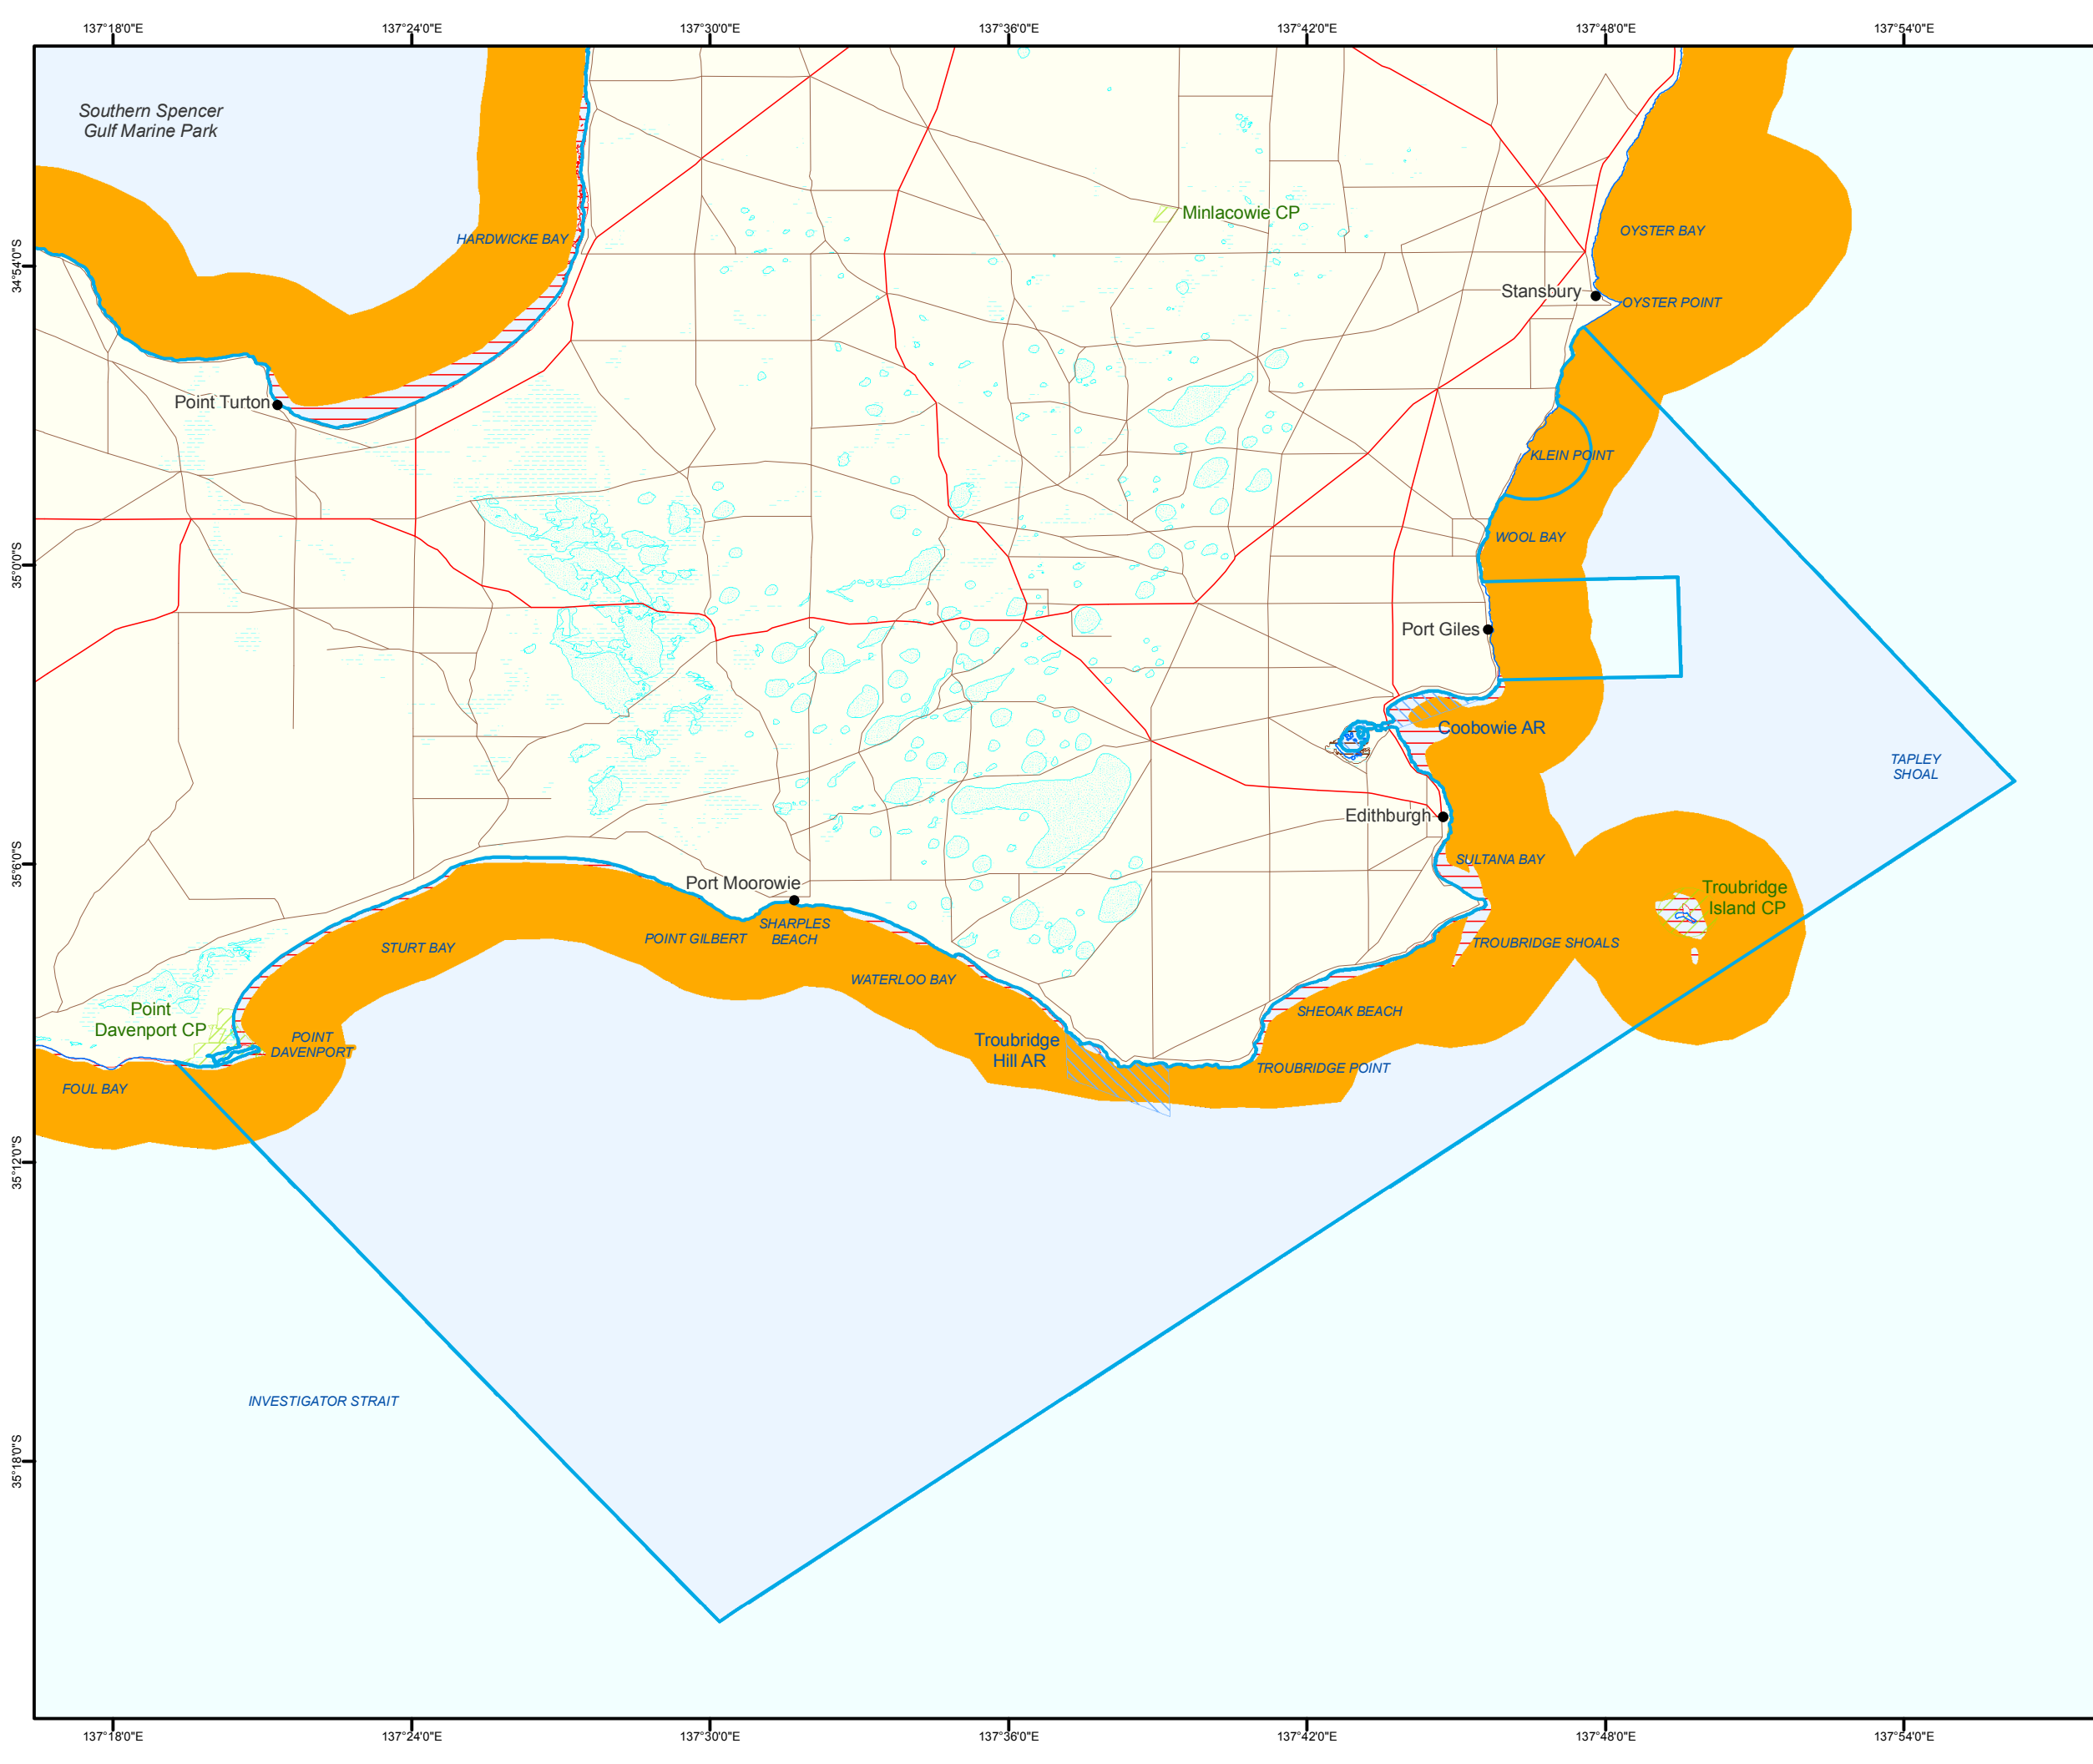 137°18'0"E
137°24'0"E
137°30'0"E
137°36'0"E
137°42'0"E
137°48'0"E
137°54'0"E
Southern Spencer
Gulf Marine Park
HARDWICKE BAY
Minlacowie CP
OYSTER BAY
34°54'0"S
Stansbury
OYSTER POINT
Point Turton
KLEIN POINT
WOOL BAY
35°0'0"S
Port Giles
Coobowie AR
TAPLEY
SHOAL
Edithburgh
SULTANA BAY
35°6'0"S
Port Moorowie
Troubridge
Island CP
SHARPLES
BEACH
POINT GILBERT
STURT BAY
TROUBRIDGE SHOALS
WATERLOO BAY
Point
Davenport CP
SHEOAK BEACH
POINT
DAVENPORT
Troubridge
Hill AR
TROUBRIDGE POINT
FOUL BAY
35°12'0"S
INVESTIGATOR STRAIT
35°18'0"S
137°18'0"E
137°24'0"E
137°30'0"E
137°36'0"E
137°42'0"E
137°48'0"E
137°54'0"E